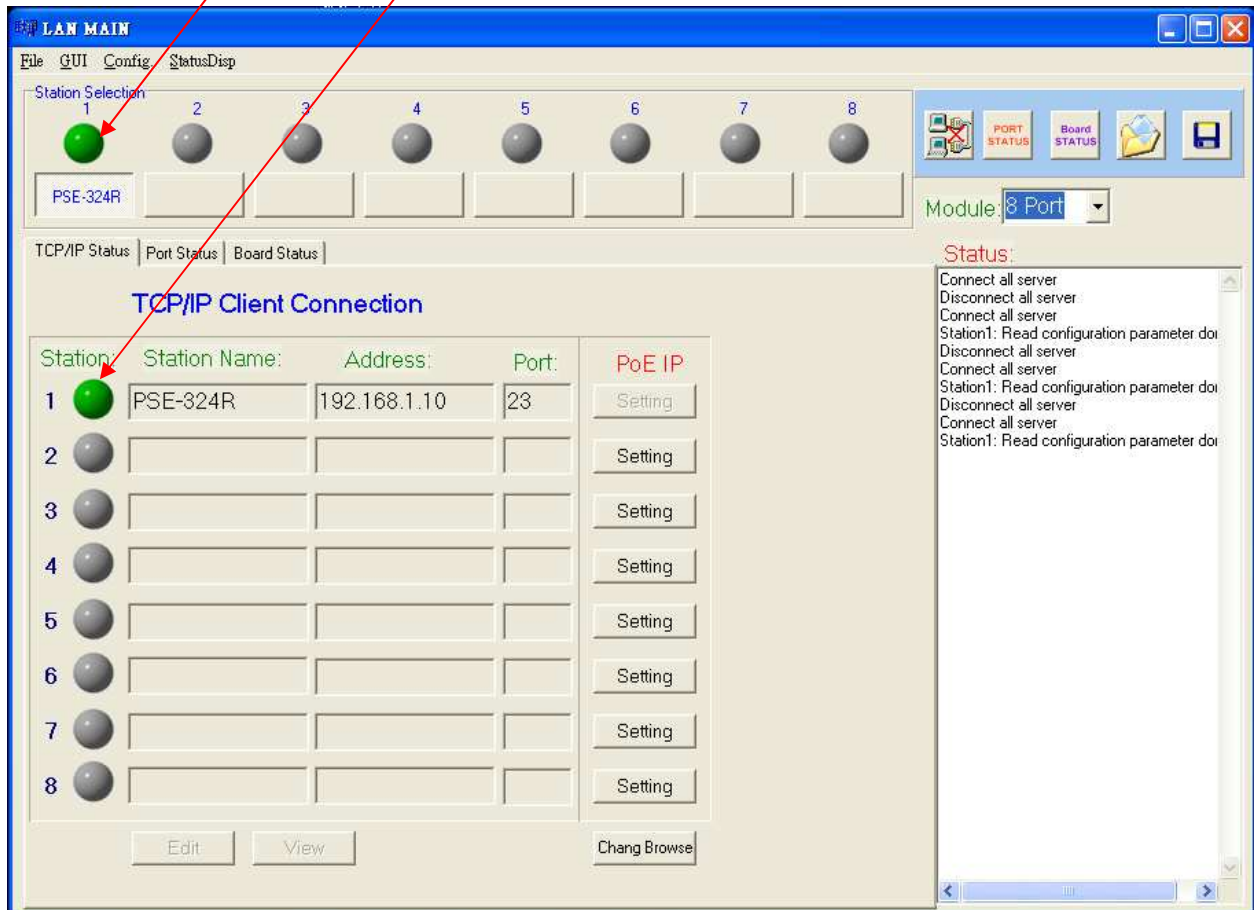 LAN MAIN
File GUI Config StatusDisp
Station Selection
1 2 3 4 5 6 7 8
PSE-324R
PORT STATUS
Board STATUS
Module: 8 Port
TCP/IP Status Port Status Board Status
Status:
TCP/IP Client Connection
Station: Station Name: Address: Port: PoE IP
1 PSE-324R 192.168.1.10 23 Setting
2 Setting
3 Setting
4 Setting
5 Setting
6 Setting
7 Setting
8 Setting
Edit View Chang Browse
Connect all server
Disconnect all server
Connect all server
Station1: Read configuration parameter do
Disconnect all server
Connect all server
Station1: Read configuration parameter do
Disconnect all server
Connect all server
Station1: Read configuration parameter do